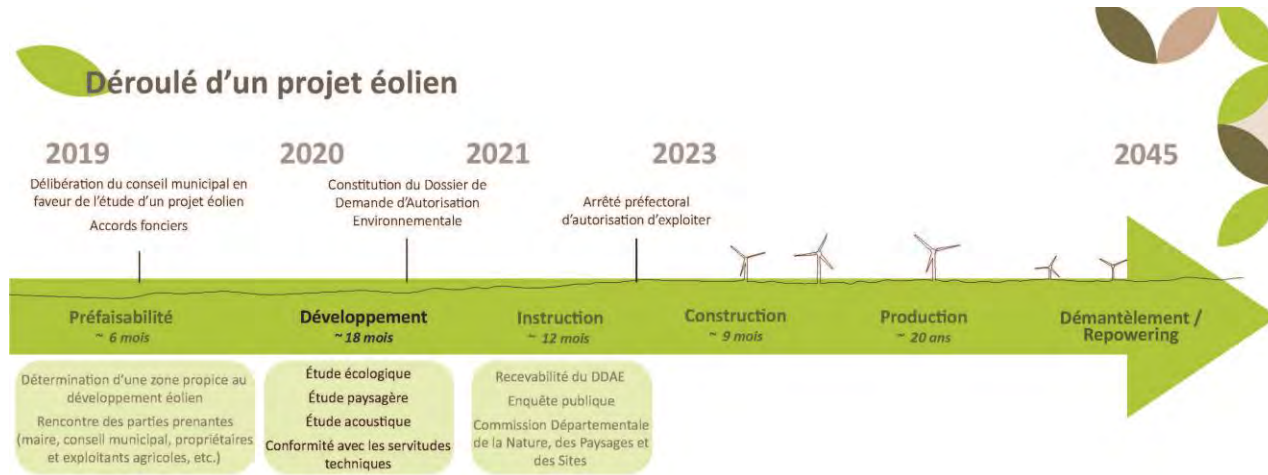 Déroulé d'un projet éolien
2019
2020
2021
2023
2045
Délibération du conseil municipal en
faveur de l'étude d'un projet éolien
Accords fonciers
Constitution du Dossier de
Demande d'Autorisation
Environnementale
Arrêté préfectoral
d'autorisation d'exploiter
Préfaisabilité
~ 6 mois
Développement
~ 18 mois
Instruction
~ 12 mois
Construction
~ 9 mois
Production
~ 20 ans
Démantèlement /
Repowering
Détermination d'une zone propice au
développement éolien
Rencontre des parties prenantes
(maire, conseil municipal, propriétaires
et exploitants agricoles, etc.)
Étude écologique
Étude paysagère
Étude acoustique
Conformité avec les servitudes
techniques
Recevabilité du DDAE
Enquête publique
Commission Départementale
de la Nature, des Paysages et
des Sites